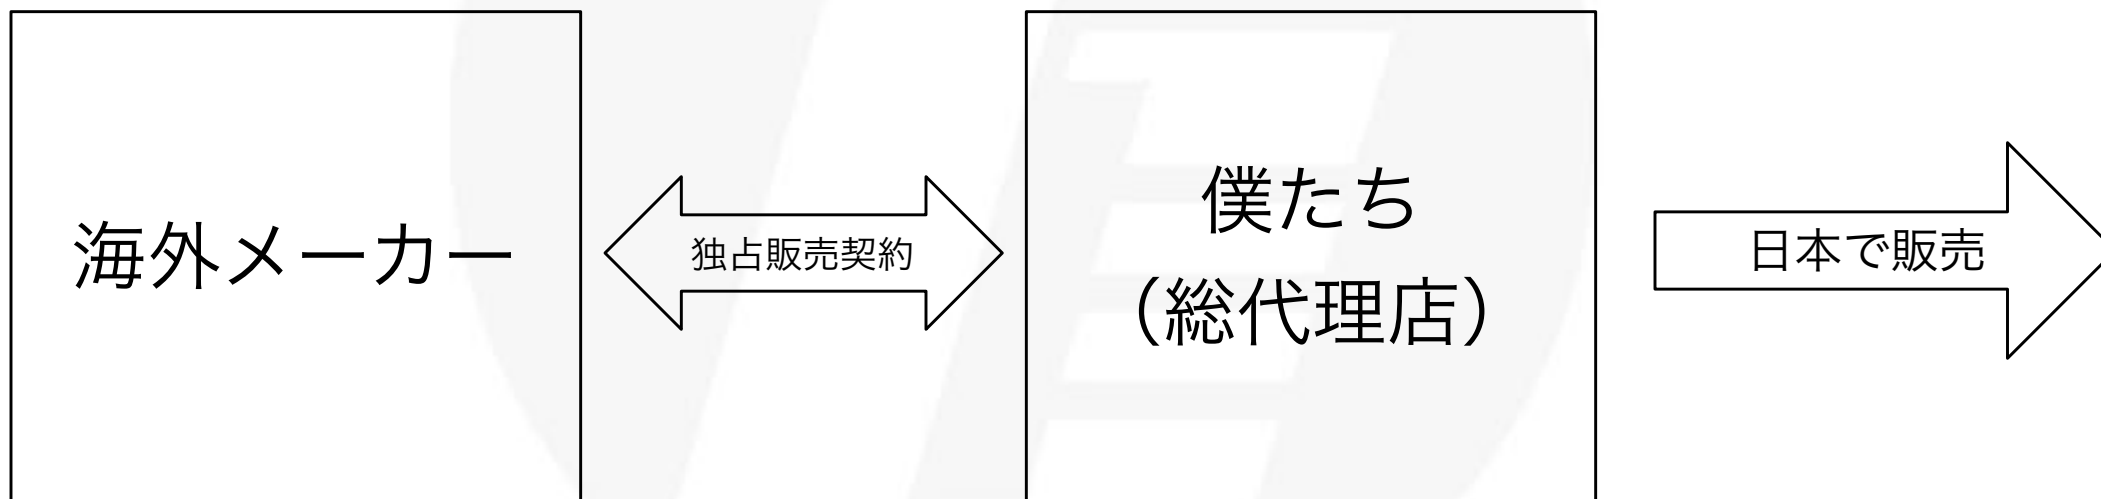 海外メーカー
独占販売契約
僕たち
（総代理店）
日本で販売